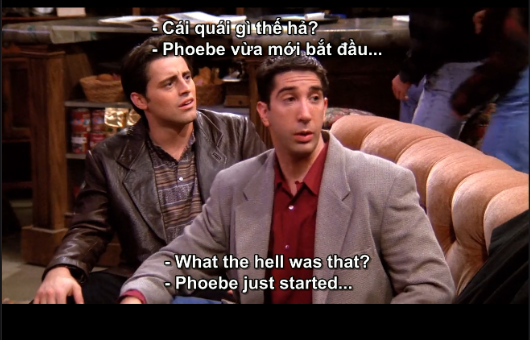 - Cái quái gì thế hả?
- Phoebe vừa mới bắt đầu...
- What the hell was that?
- Phoebe just started...